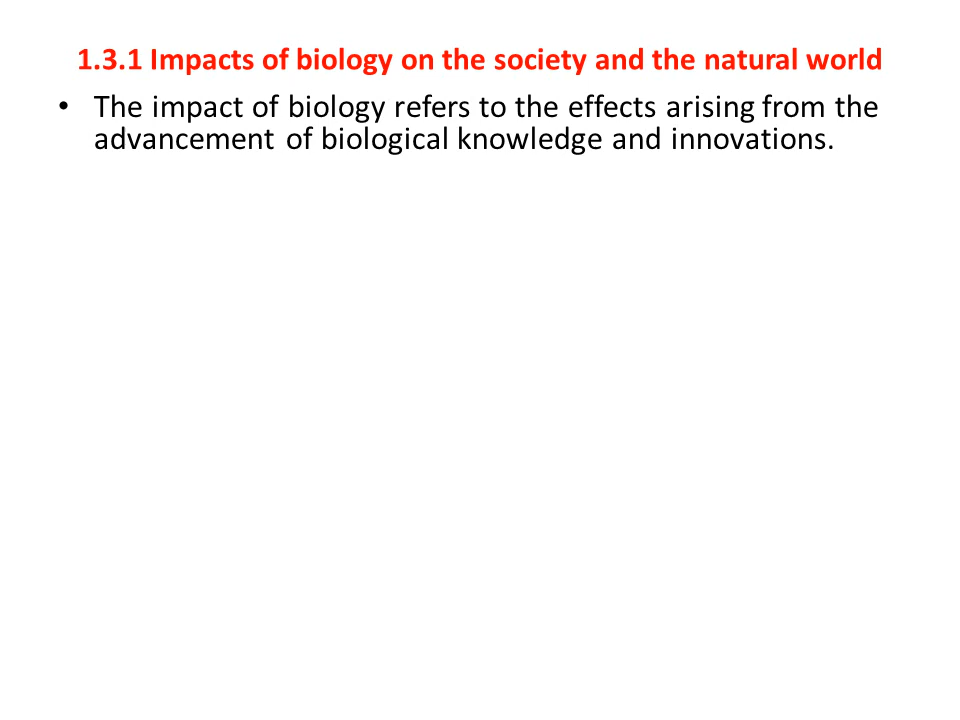 1.3.1 Impacts of biology on the society and the natural world
• The impact of biology refers to the effects arising from the
advancement of biological knowledge and innovations.